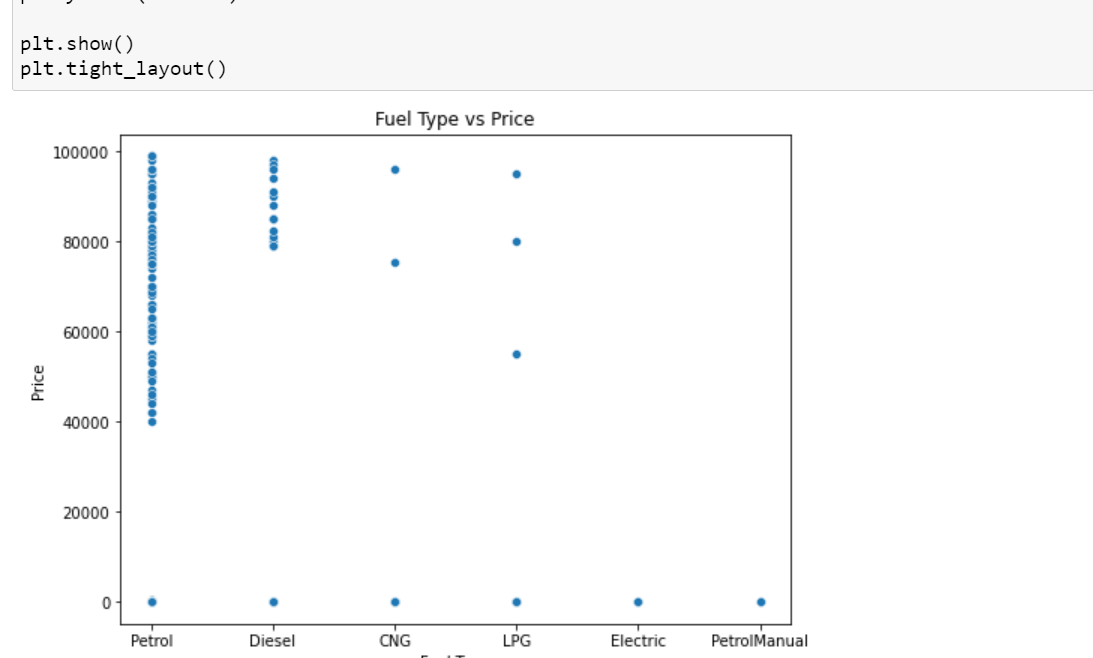 plt.show()
plt.tight_layout()
Fuel Type vs Price
100000
80000
60000
40000
20000
0
Price
Petrol Diesel CNG LPG Electric PetrolManual